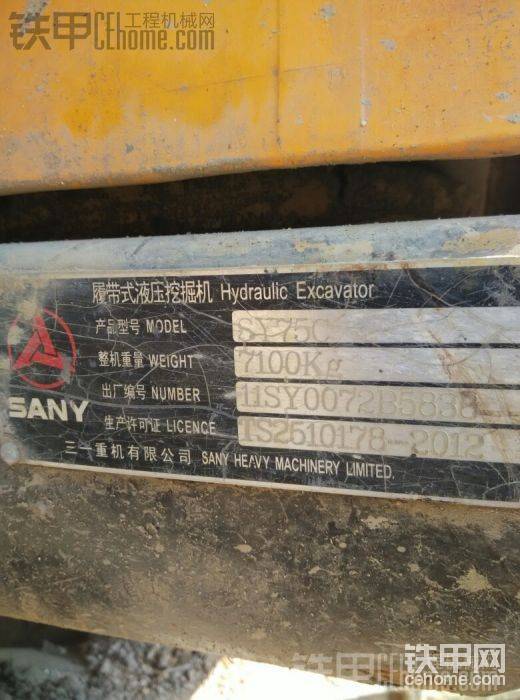 铁甲 CEhome.com 工程机械网
履带式液压挖掘机 Hydraulic Excavator
产品型号 MODEL SY75C
整机重量 WEIGHT 7100Kg
出厂编号 NUMBER 11SY0072B5888
生产许可证 LICENCE TS2510178-2012
SANY
三一重机有限公司 SANY HEAVY MACHINERY LIMITED.
铁甲网
cehome.com